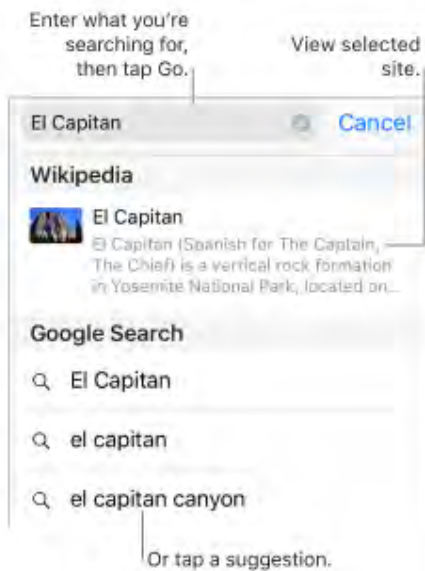 Enter what you're
searching for,
then tap Go.
View selected
site.
El Capitan
Cancel
Wikipedia
El Capitan
El Capitan (Spanish for The Captain,
The Chief) is a vertical rock formation
in Yosemite National Park, located on...
Google Search
El Capitan
el capitan
el capitan canyon
Or tap a suggestion.